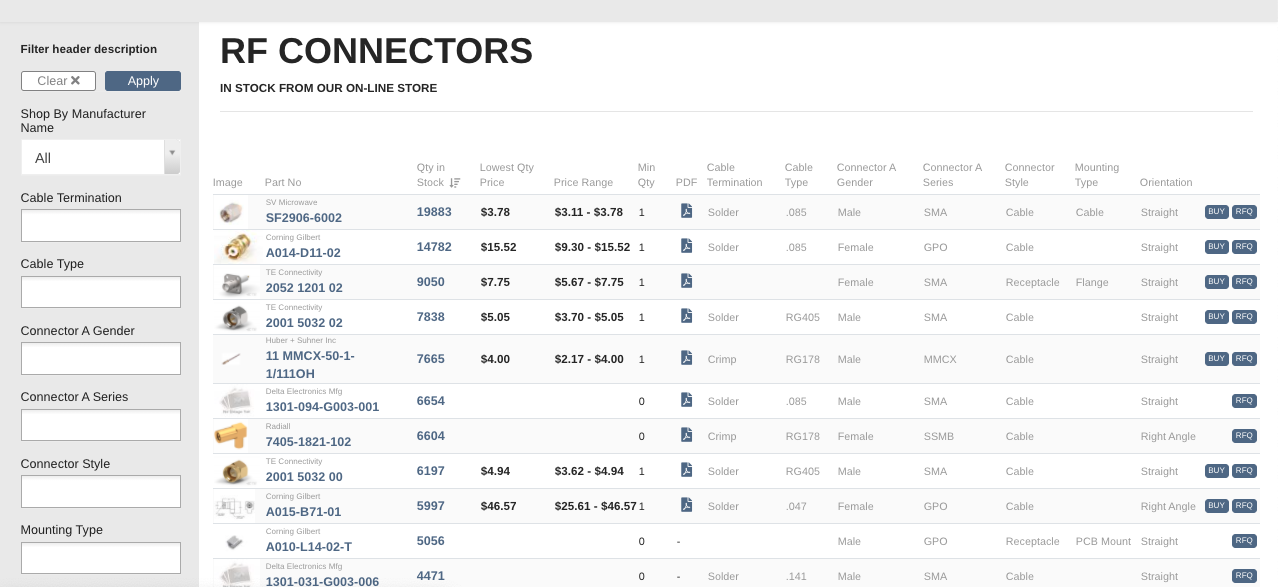 Filter header description
Clear ✖ Apply
Shop By Manufacturer
Name
All
Cable Termination
Cable Type
Connector A Gender
Connector A Series
Connector Style
Mounting Type
RF CONNECTORS
IN STOCK FROM OUR ON-LINE STORE
Image Part No Qty in Stock Lowest Qty Price Price Range Min Qty PDF Cable Termination Cable Type Connector A Gender Connector A Series Connector Style Mounting Type Orientation
SV Microwave
SF2906-6002 19883 $3.78 $3.11 - $3.78 1 Solder .085 Male SMA Cable Cable Straight BUY RFQ
Corning Gilbert
A014-D11-02 14782 $15.52 $9.30 - $15.52 1 Solder .085 Female GPO Cable Straight BUY RFQ
TE Connectivity
2052 1201 02 9050 $7.75 $5.67 - $7.75 1 Female SMA Receptacle Flange Straight BUY RFQ
TE Connectivity
2001 5032 02 7838 $5.05 $3.70 - $5.05 1 Solder RG405 Male SMA Cable Straight BUY RFQ
Huber + Suhner Inc
11 MMCX-50-1-
1/111OH 7665 $4.00 $2.17 - $4.00 1 Crimp RG178 Male MMCX Cable Straight BUY RFQ
Delta Electronics Mfg
1301-094-G003-001 6654 0 Solder .085 Male SMA Cable Straight RFQ
Radiall
7405-1821-102 6604 0 Crimp RG178 Female SSMB Cable Right Angle RFQ
TE Connectivity
2001 5032 00 6197 $4.94 $3.62 - $4.94 1 Solder RG405 Male SMA Cable Straight BUY RFQ
Corning Gilbert
A015-B71-01 5997 $46.57 $25.61 - $46.57 1 Solder .047 Female GPO Cable Right Angle BUY RFQ
Corning Gilbert
A010-L14-02-T 5056 0 - Male GPO Receptacle PCB Mount Straight RFQ
Delta Electronics Mfg
1301-031-G003-006 4471 0 - Solder .141 Male SMA Cable Straight RFQ